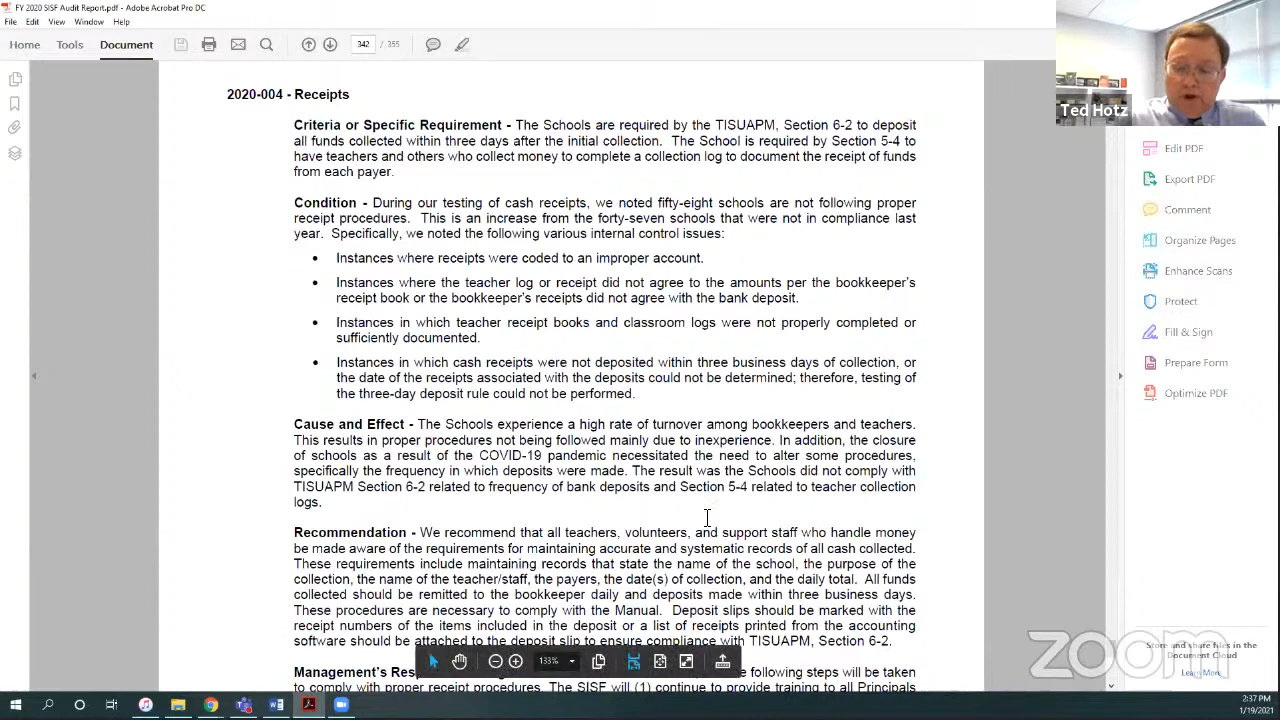 FY 2020 SISF Audit Report.pdf - Adobe Acrobat Pro DC
File Edit View Window Help
Home Tools Document 342 / 355
2020-004 - Receipts
Criteria or Specific Requirement - The Schools are required by the TISUAPM, Section 6-2 to deposit
all funds collected within three days after the initial collection. The School is required by Section 5-4 to
have teachers and others who collect money to complete a collection log to document the receipt of funds
from each payer.
Condition - During our testing of cash receipts, we noted fifty-eight schools are not following proper
receipt procedures. This is an increase from the forty-seven schools that were not in compliance last
year. Specifically, we noted the following various internal control issues:
• Instances where receipts were coded to an improper account.
• Instances where the teacher log or receipt did not agree to the amounts per the bookkeeper's
receipt book or the bookkeeper's receipts did not agree with the bank deposit.
• Instances in which teacher receipt books and classroom logs were not properly completed or
sufficiently documented.
• Instances in which cash receipts were not deposited within three business days of collection, or
the date of the receipts associated with the deposits could not be determined; therefore, testing of
the three-day deposit rule could not be performed.
Cause and Effect - The Schools experience a high rate of turnover among bookkeepers and teachers.
This results in proper procedures not being followed mainly due to inexperience. In addition, the closure
of schools as a result of the COVID-19 pandemic necessitated the need to alter some procedures,
specifically the frequency in which deposits were made. The result was the Schools did not comply with
TISUAPM Section 6-2 related to frequency of bank deposits and Section 5-4 related to teacher collection
logs.
Recommendation - We recommend that all teachers, volunteers, and support staff who handle money
be made aware of the requirements for maintaining accurate and systematic records of all cash collected.
These requirements include maintaining records that state the name of the school, the purpose of the
collection, the name of the teacher/staff, the payers, the date(s) of collection, and the daily total. All funds
collected should be remitted to the bookkeeper daily and deposits made within three business days.
These procedures are necessary to comply with the Manual. Deposit slips should be marked with the
receipt numbers of the items included in the deposit or a list of receipts printed from the accounting
software should be attached to the deposit slip to ensure compliance with TISUAPM, Section 6-2.
Management's Res
e following steps will be taken
to comply with proper receipt procedures. The SISF will (1) continue to provide training to all Principals
133%
Ted Hotz
Edit PDF
Export PDF
Comment
Organize Pages
Enhance Scans
Protect
Fill & Sign
Prepare Form
Optimize PDF
Store and share files in the
Document Cloud
Learn More
zoom
2:37 PM
1/19/2021